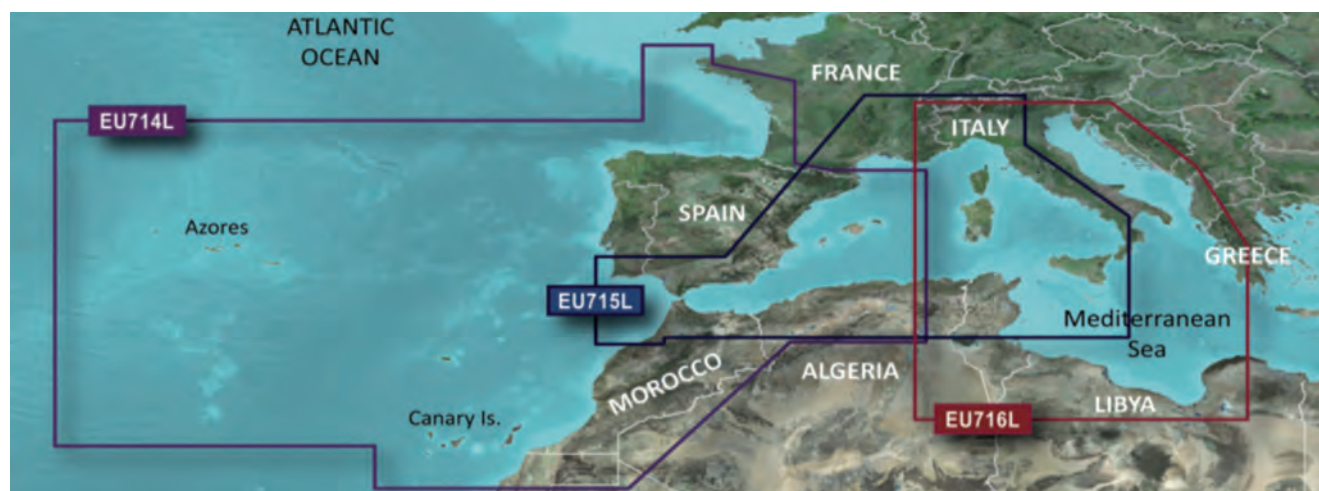 ATLANTIC
OCEAN
FRANCE
EU714L
ITALY
SPAIN
Azores
GREECE
EU715L
Mediterranean
Sea
MOROCCO
ALGERIA
LIBYA
Canary Is.
EU716L